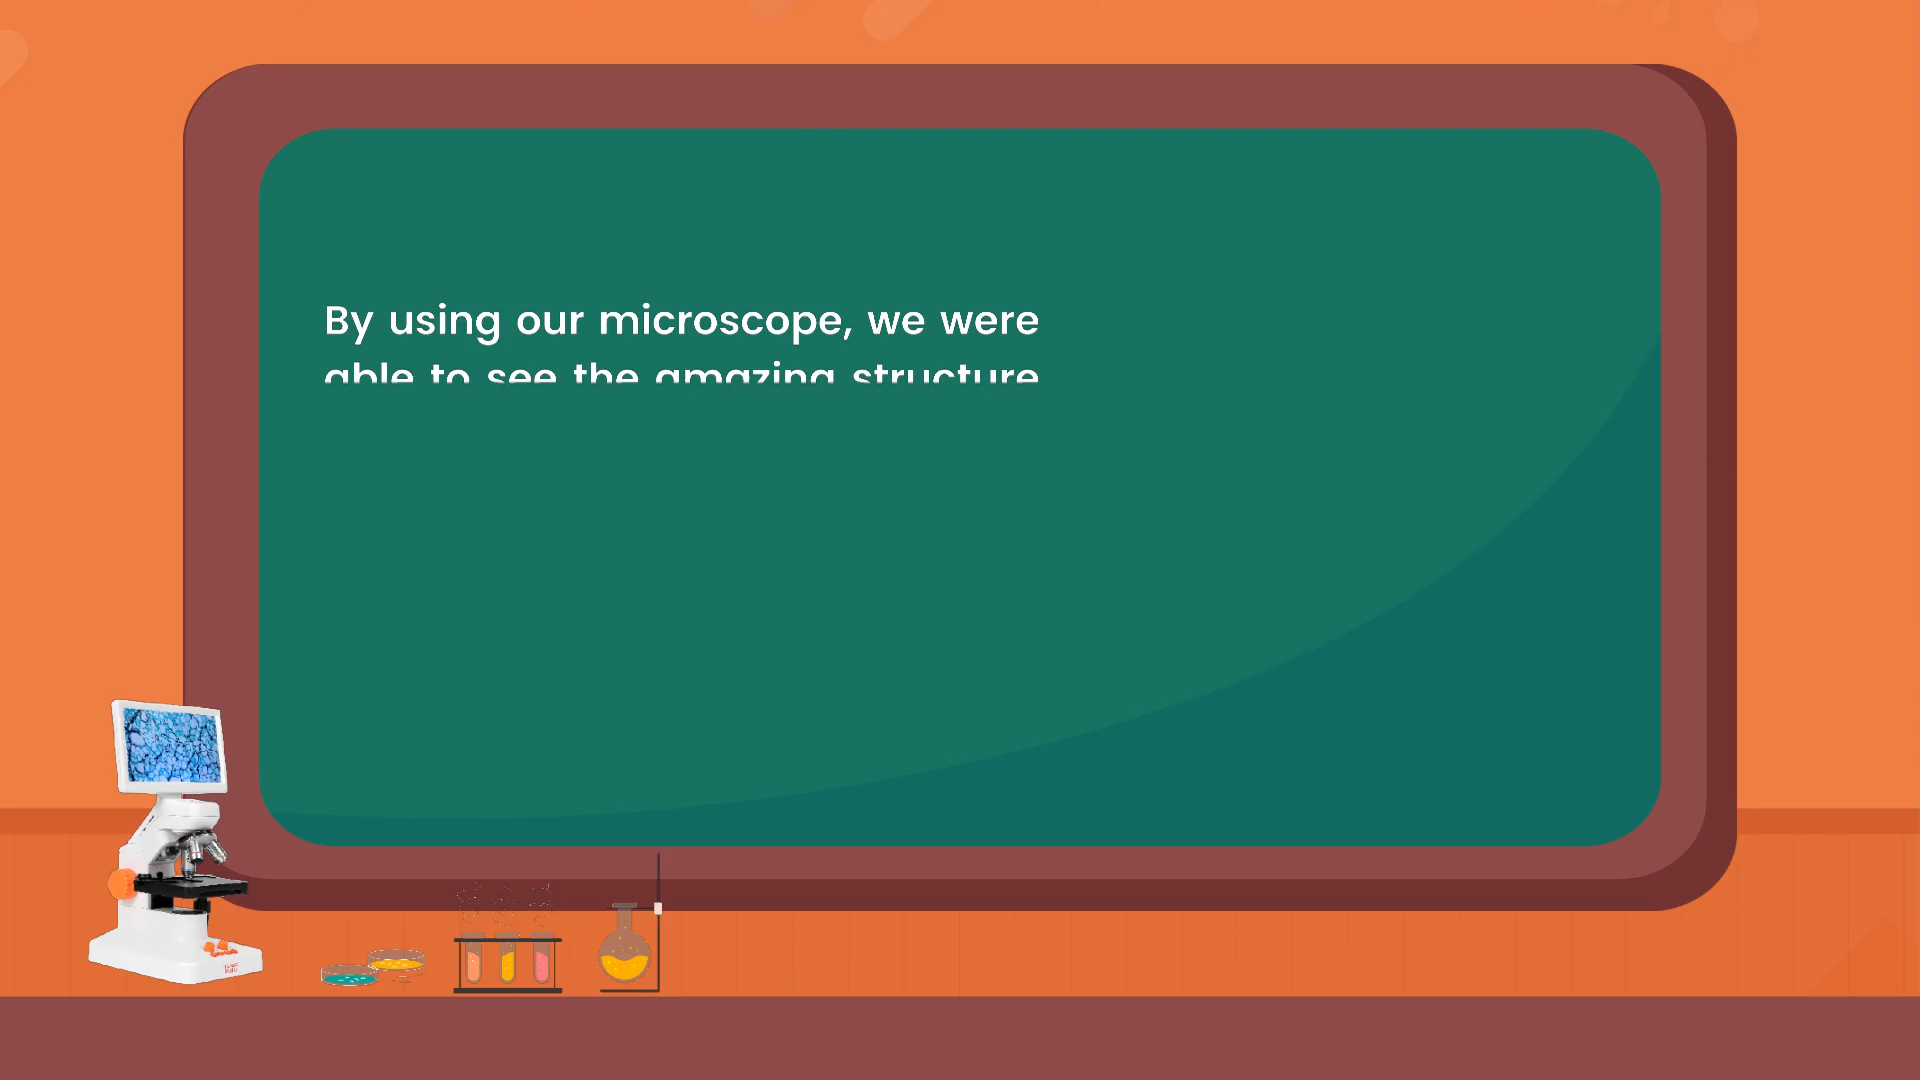 By using our microscope, we were
able to see the amazing structure